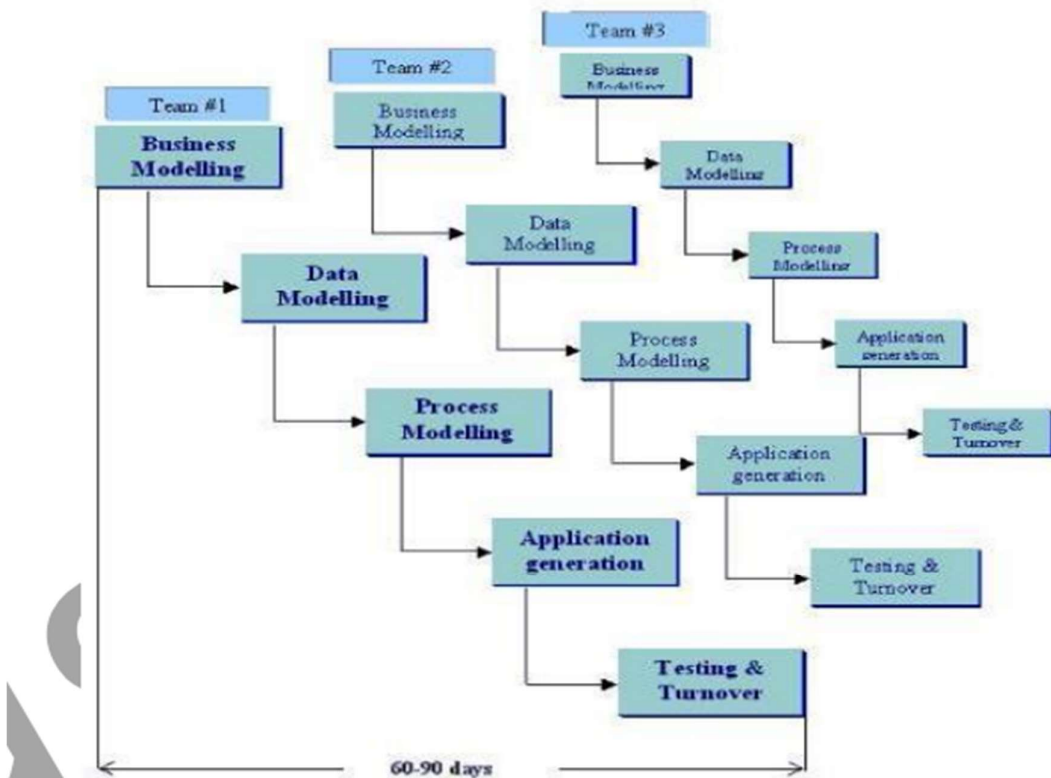 Team #1
Business
Modelling
Data
Modelling
Process
Modelling
Application
generation
Testing &
Turnover
Team #2
Business
Modelling
Data
Modelling
Process
Modelling
Application
generation
Testing &
Turnover
Team #3
Business
Modelling
Data
Modelling
Process
Modelling
Application
generation
Testing &
Turnover
60-90 days